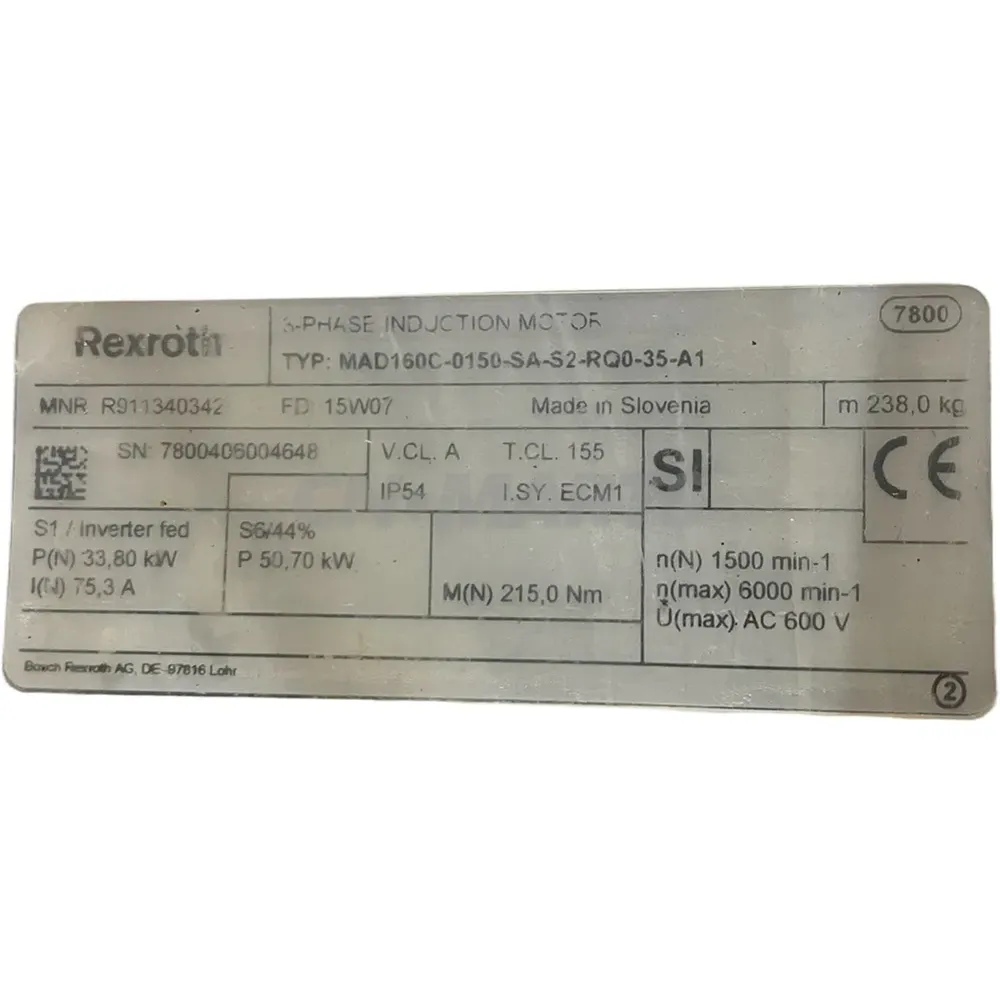 Rexroth
3-PHASE INDUCTION MOTOR
7800
TYP: MAD160C-0150-SA-S2-RQ0-35-A1
MNR R911340342 FD 15W07 Made in Slovenia m 238,0 kg
SN: 7800406004648 V.CL. A T.CL. 155 SI CE
IP54 I.SY. ECM1
S1 / Inverter fed S6/44%
P(N) 33,80 kW P 50,70 kW n(N) 1500 min-1
I(N) 75,3 A M(N) 215,0 Nm n(max) 6000 min-1
U(max) AC 600 V
Bosch Rexroth AG, DE-97816 Lohr
2